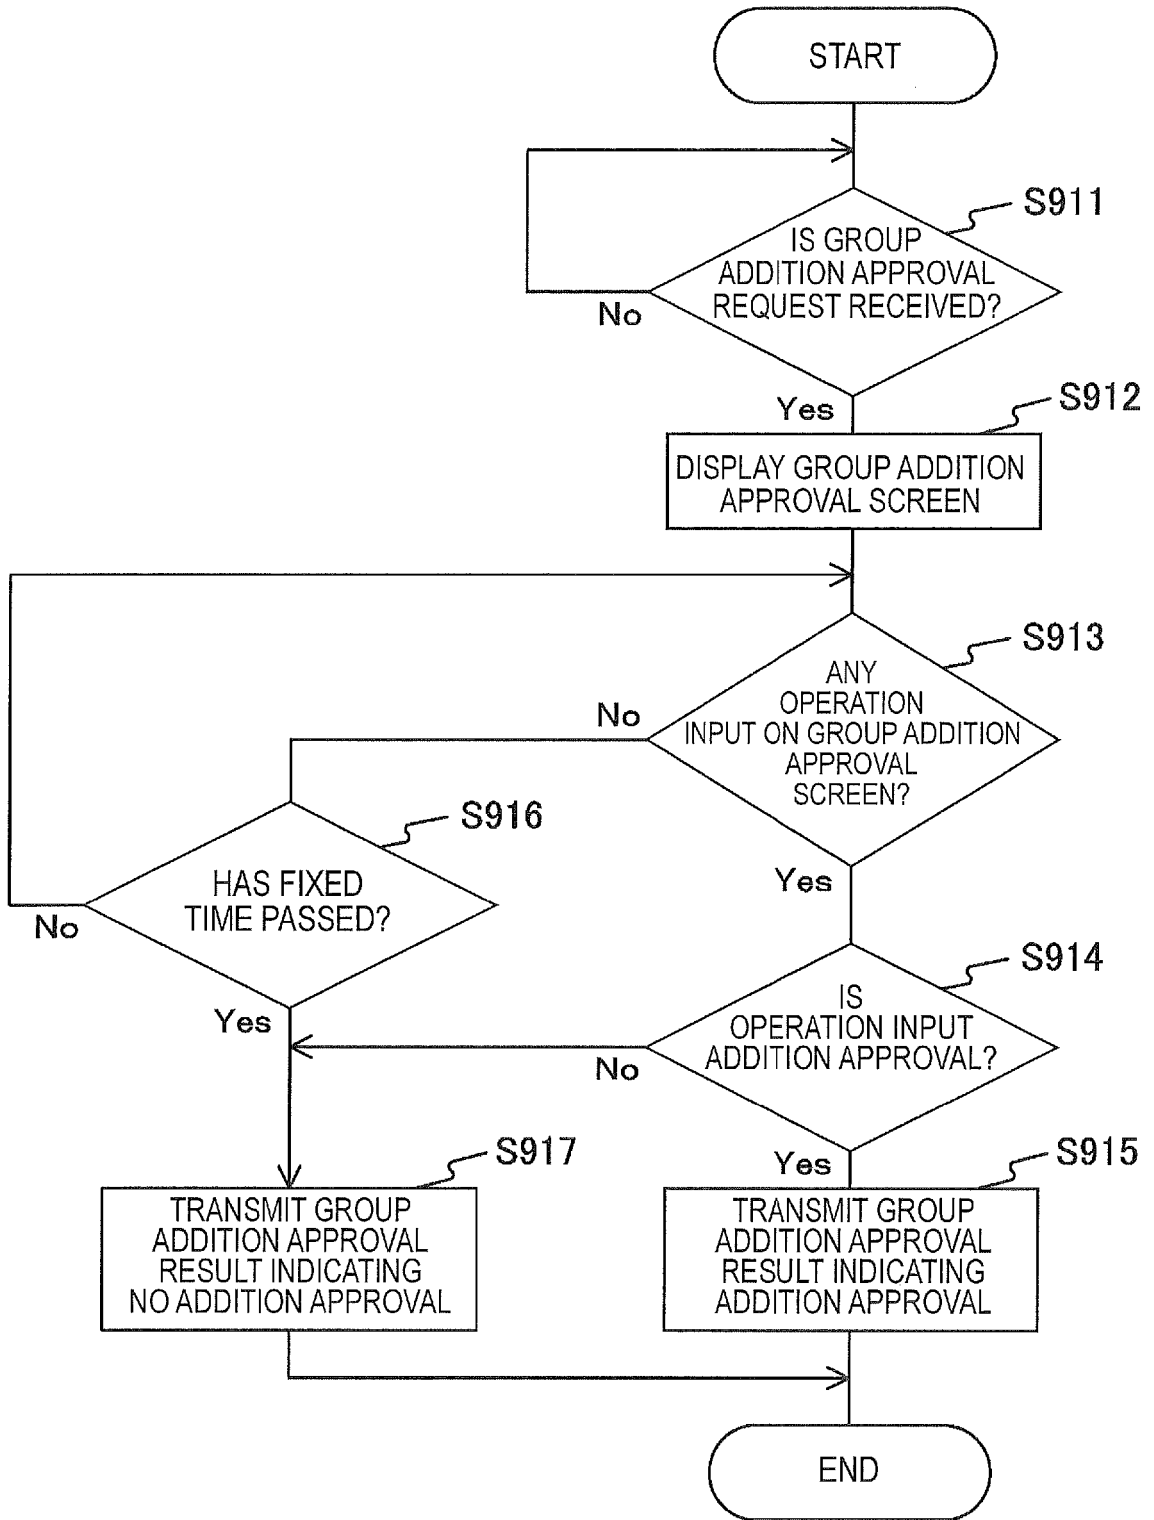 START
S911
IS GROUP
ADDITION APPROVAL
REQUEST RECEIVED?
No
Yes
S912
DISPLAY GROUP ADDITION
APPROVAL SCREEN
S913
ANY
OPERATION
INPUT ON GROUP ADDITION
APPROVAL
SCREEN?
No
Yes
S916
HAS FIXED
TIME PASSED?
No
Yes
S914
IS
OPERATION INPUT
ADDITION APPROVAL?
No
Yes
S917
TRANSMIT GROUP
ADDITION APPROVAL
RESULT INDICATING
NO ADDITION APPROVAL
S915
TRANSMIT GROUP
ADDITION APPROVAL
RESULT INDICATING
ADDITION APPROVAL
END